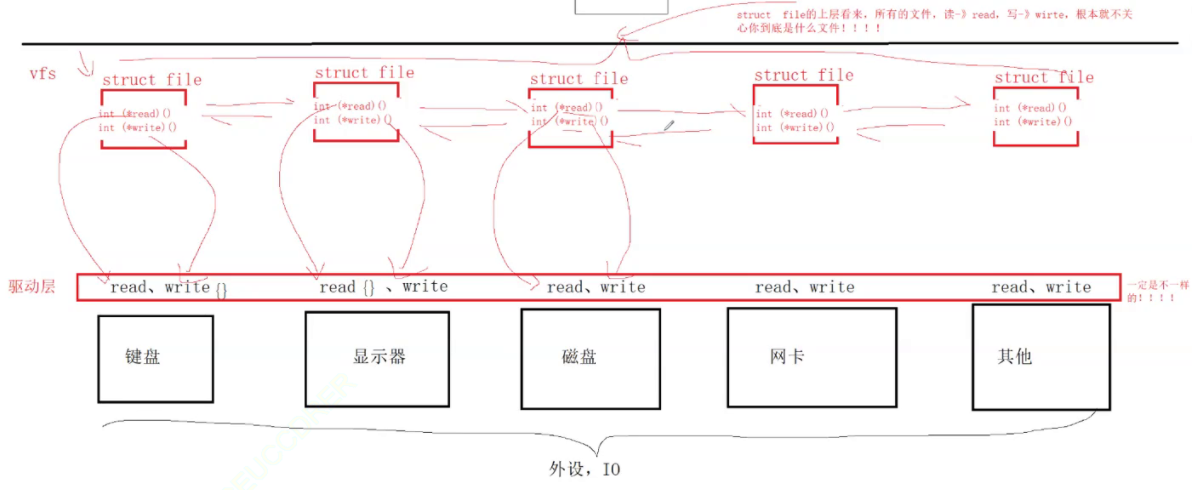 struct file的上层看来，所有的文件，读-》read，写-》wirte，根本就不关
心你到底是什么文件！！！！
vfs
struct file
int (*read)()
int (*write)()
struct file
int (*read)()
int (*write)()
struct file
int (*read)()
int (*write)()
struct file
int (*read)()
int (*write)()
struct file
int (*read)()
int (*write)()
驱动层
read、write {}
read {} 、write
read、write
read、write
read、write
一定是不一样
的！！！！
键盘
显示器
磁盘
网卡
其他
外设，IO